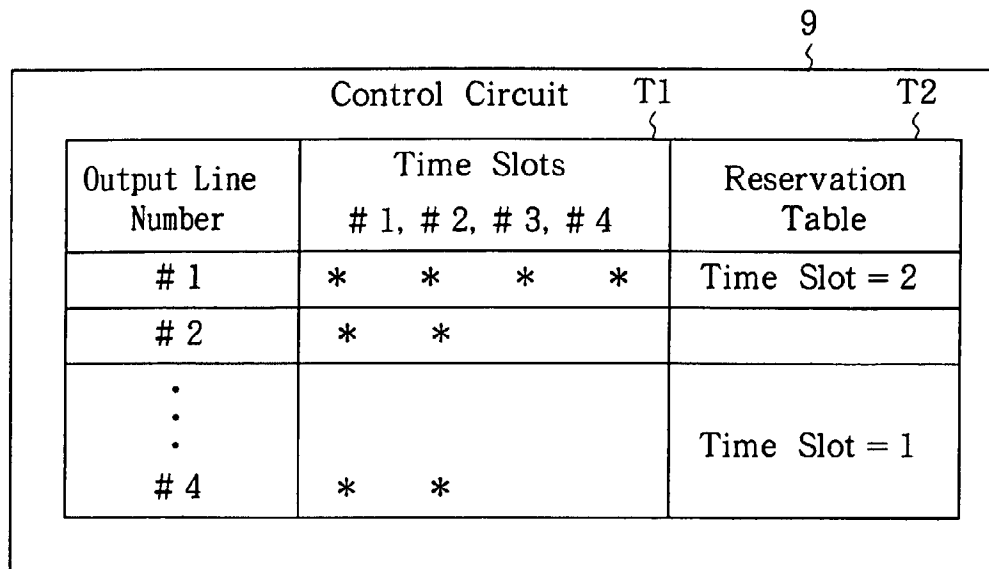 9
Control Circuit T1 T2
Output Line Number
Time Slots
# 1, # 2, # 3, # 4
Reservation Table
# 1 * * * * Time Slot = 2
# 2 * *
Time Slot = 1
# 4 * *